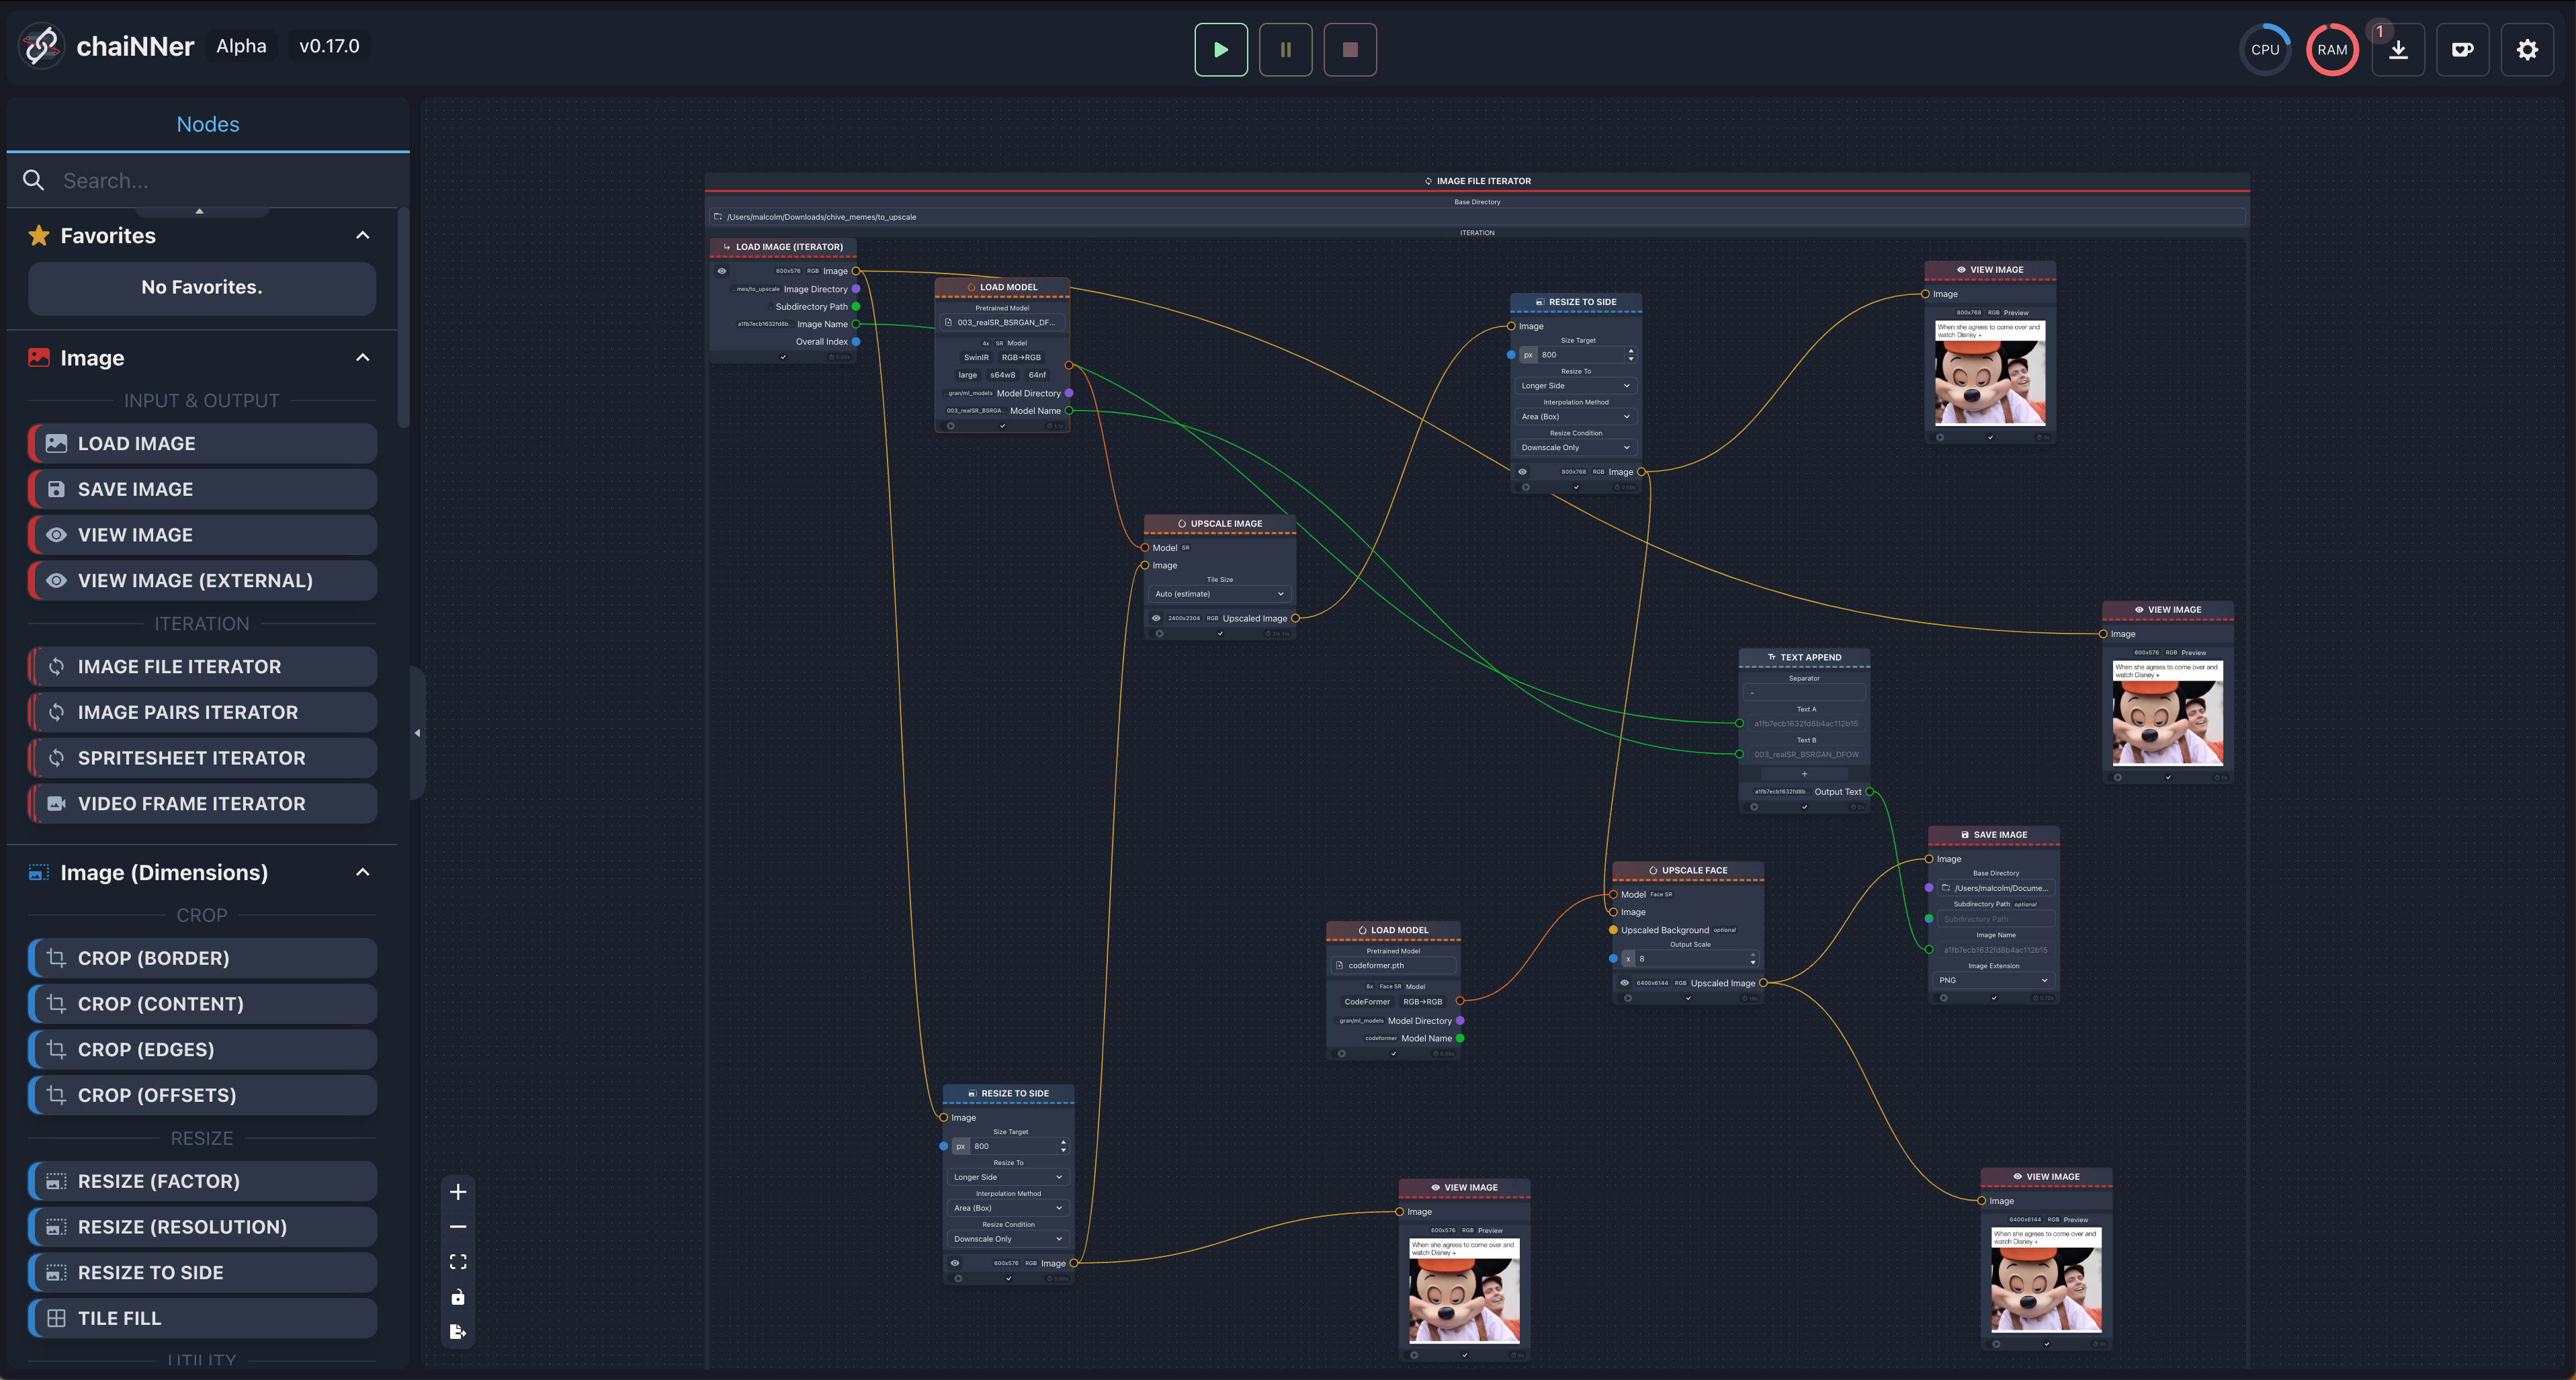 chaiNNer Alpha v0.17.0
CPU RAM 1
Nodes
Search...
Favorites
No Favorites.
Image
INPUT & OUTPUT
LOAD IMAGE
SAVE IMAGE
VIEW IMAGE
VIEW IMAGE (EXTERNAL)
ITERATION
IMAGE FILE ITERATOR
IMAGE PAIRS ITERATOR
SPRITESHEET ITERATOR
VIDEO FRAME ITERATOR
Image (Dimensions)
CROP
CROP (BORDER)
CROP (CONTENT)
CROP (EDGES)
CROP (OFFSETS)
RESIZE
RESIZE (FACTOR)
RESIZE (RESOLUTION)
RESIZE TO SIDE
TILE FILL
UTILITY
IMAGE FILE ITERATOR
Base Directory
/Users/malcolm/Downloads/chive_memes/to_upscale
ITERATION
LOAD IMAGE (ITERATOR)
600x576 RGB Image
...mes/to_upscale Image Directory
Subdirectory Path
a1fb7ecb1632fd8b... Image Name
Overall Index
LOAD MODEL
Pretrained Model
003_realSR_BSRGAN_DF...
4x SR Model
SwinIR RGB→RGB
large s64w8 64nf
...gran/ml_models Model Directory
003_realSR_BSRGA... Model Name
UPSCALE IMAGE
Model SR
Image
Tile Size
Auto (estimate)
2400x2304 RGB Upscaled Image
RESIZE TO SIDE
Image
Size Target
px 800
Resize To
Longer Side
Interpolation Method
Area (Box)
Resize Condition
Downscale Only
800x768 RGB Image
VIEW IMAGE
Image
800x768 RGB Preview
When she agrees to come over and
watch Disney +
VIEW IMAGE
Image
600x576 RGB Preview
When she agrees to come over and
watch Disney +
TEXT APPEND
Separator
-
Text A
a1fb7ecb1632fd8b4ac112b15
Text B
003_realSR_BSRGAN_DFOW
+
a1fb7ecb1632fd8b... Output Text
SAVE IMAGE
Image
Base Directory
/Users/malcolm/Docume...
Subdirectory Path optional
Subdirectory Path
Image Name
a1fb7ecb1632fd8b4ac112b15
Image Extension
PNG
UPSCALE FACE
Model Face SR
Image
Upscaled Background optional
Output Scale
x 8
6400x6144 RGB Upscaled Image
LOAD MODEL
Pretrained Model
codeformer.pth
8x Face SR Model
CodeFormer RGB→RGB
...gran/ml_models Model Directory
codeformer Model Name
RESIZE TO SIDE
Image
Size Target
px 800
Resize To
Longer Side
Interpolation Method
Area (Box)
Resize Condition
Downscale Only
600x576 RGB Image
VIEW IMAGE
Image
600x576 RGB Preview
When she agrees to come over and
watch Disney +
VIEW IMAGE
Image
6400x6144 RGB Preview
When she agrees to come over and
watch Disney +